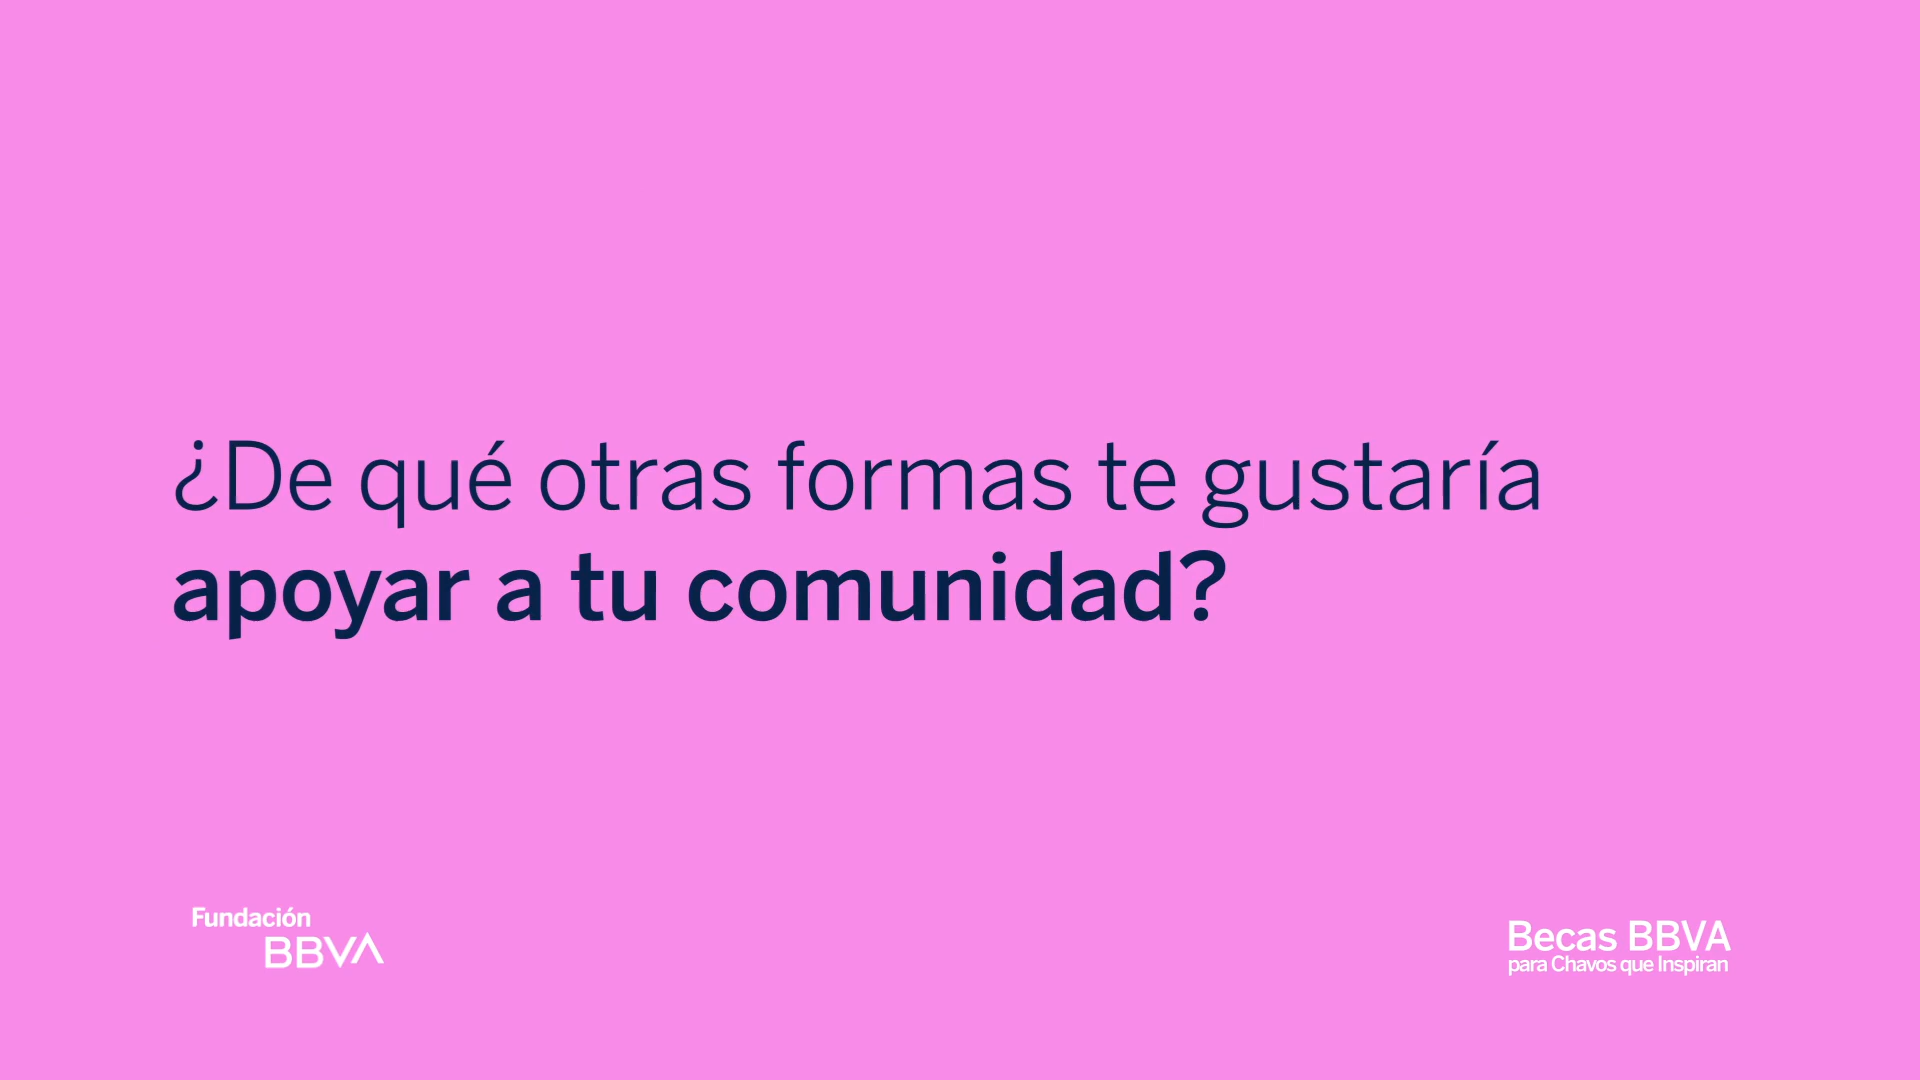 ¿De qué otras formas te gustaría
apoyar a tu comunidad?
Fundación
BBVA
Becas BBVA
para Chavos que Inspiran